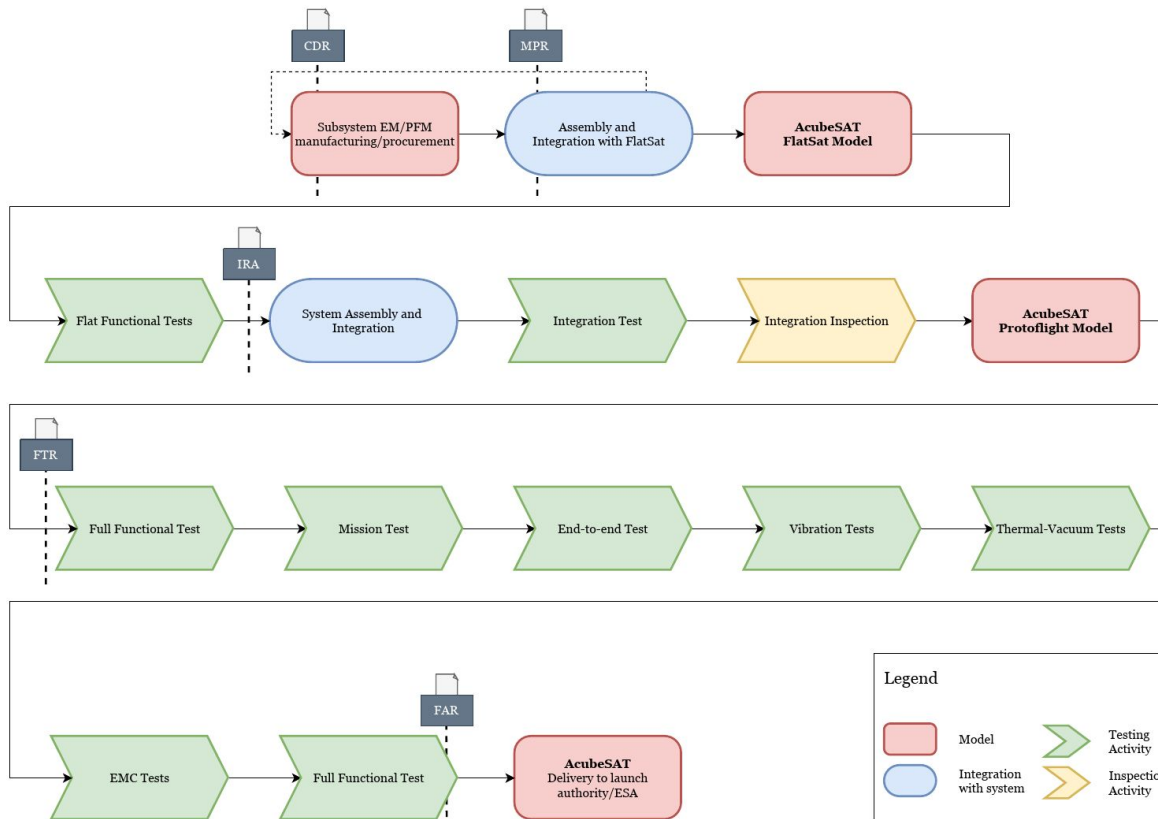 CDR
MPR
Subsystem EM/PFM
manufacturing/procurement
Assembly and
Integration with FlatSat
AcubeSAT
FlatSat Model
IRA
Flat Functional Tests
System Assembly and
Integration
Integration Test
Integration Inspection
AcubeSAT
Protoflight Model
FTR
Full Functional Test
Mission Test
End-to-end Test
Vibration Tests
Thermal-Vacuum Tests
FAR
EMC Tests
Full Functional Test
AcubeSAT
Delivery to launch
authority/ESA
Legend
Model
Testing
Activity
Integration
with system
Inspectio
Activity